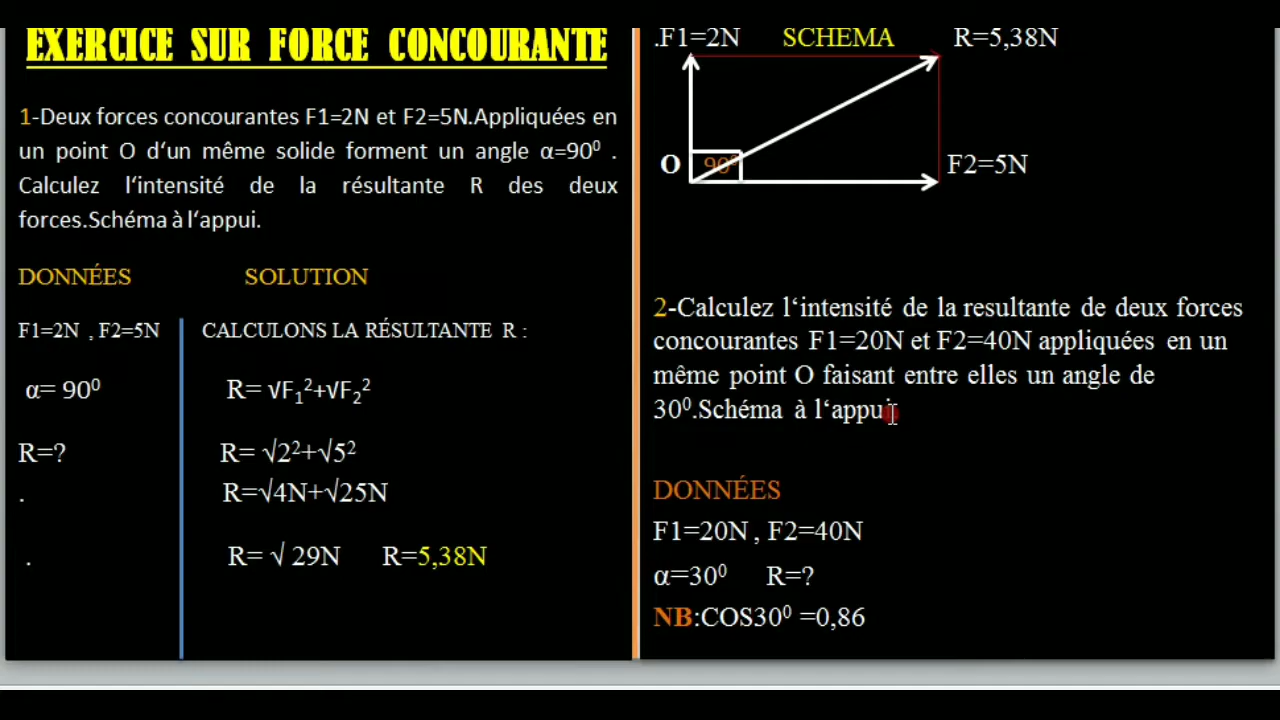 EXERCICE SUR FORCE CONCOURANTE
1-Deux forces concourantes F1=2N et F2=5N.Appliquées en
un point O d‘un même solide forment un angle α=90⁰ .
Calculez l‘intensité de la résultante R des deux
forces.Schéma à l‘appui.
DONNÉES SOLUTION
F1=2N , F2=5N CALCULONS LA RÉSULTANTE R :
α= 90⁰ R= √F₁²+√F₂²
R=? R= √2²+√5²
. R=√4N+√25N
. R= √ 29N R=5,38N
.F1=2N SCHEMA R=5,38N
O 90⁰ F2=5N
2-Calculez l‘intensité de la resultante de deux forces
concourantes F1=20N et F2=40N appliquées en un
même point O faisant entre elles un angle de
30⁰.Schéma à l‘appui
DONNÉES
F1=20N , F2=40N
α=30⁰ R=?
NB:COS30⁰ =0,86